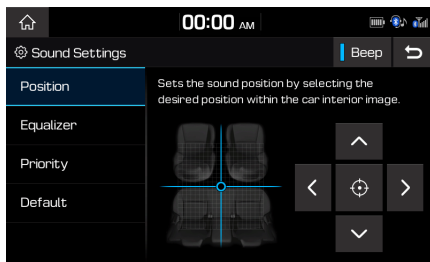 00:00 AM
Sound Settings
Beep
Position
Sets the sound position by selecting the
desired position within the car interior image.
Equalizer
Priority
Default